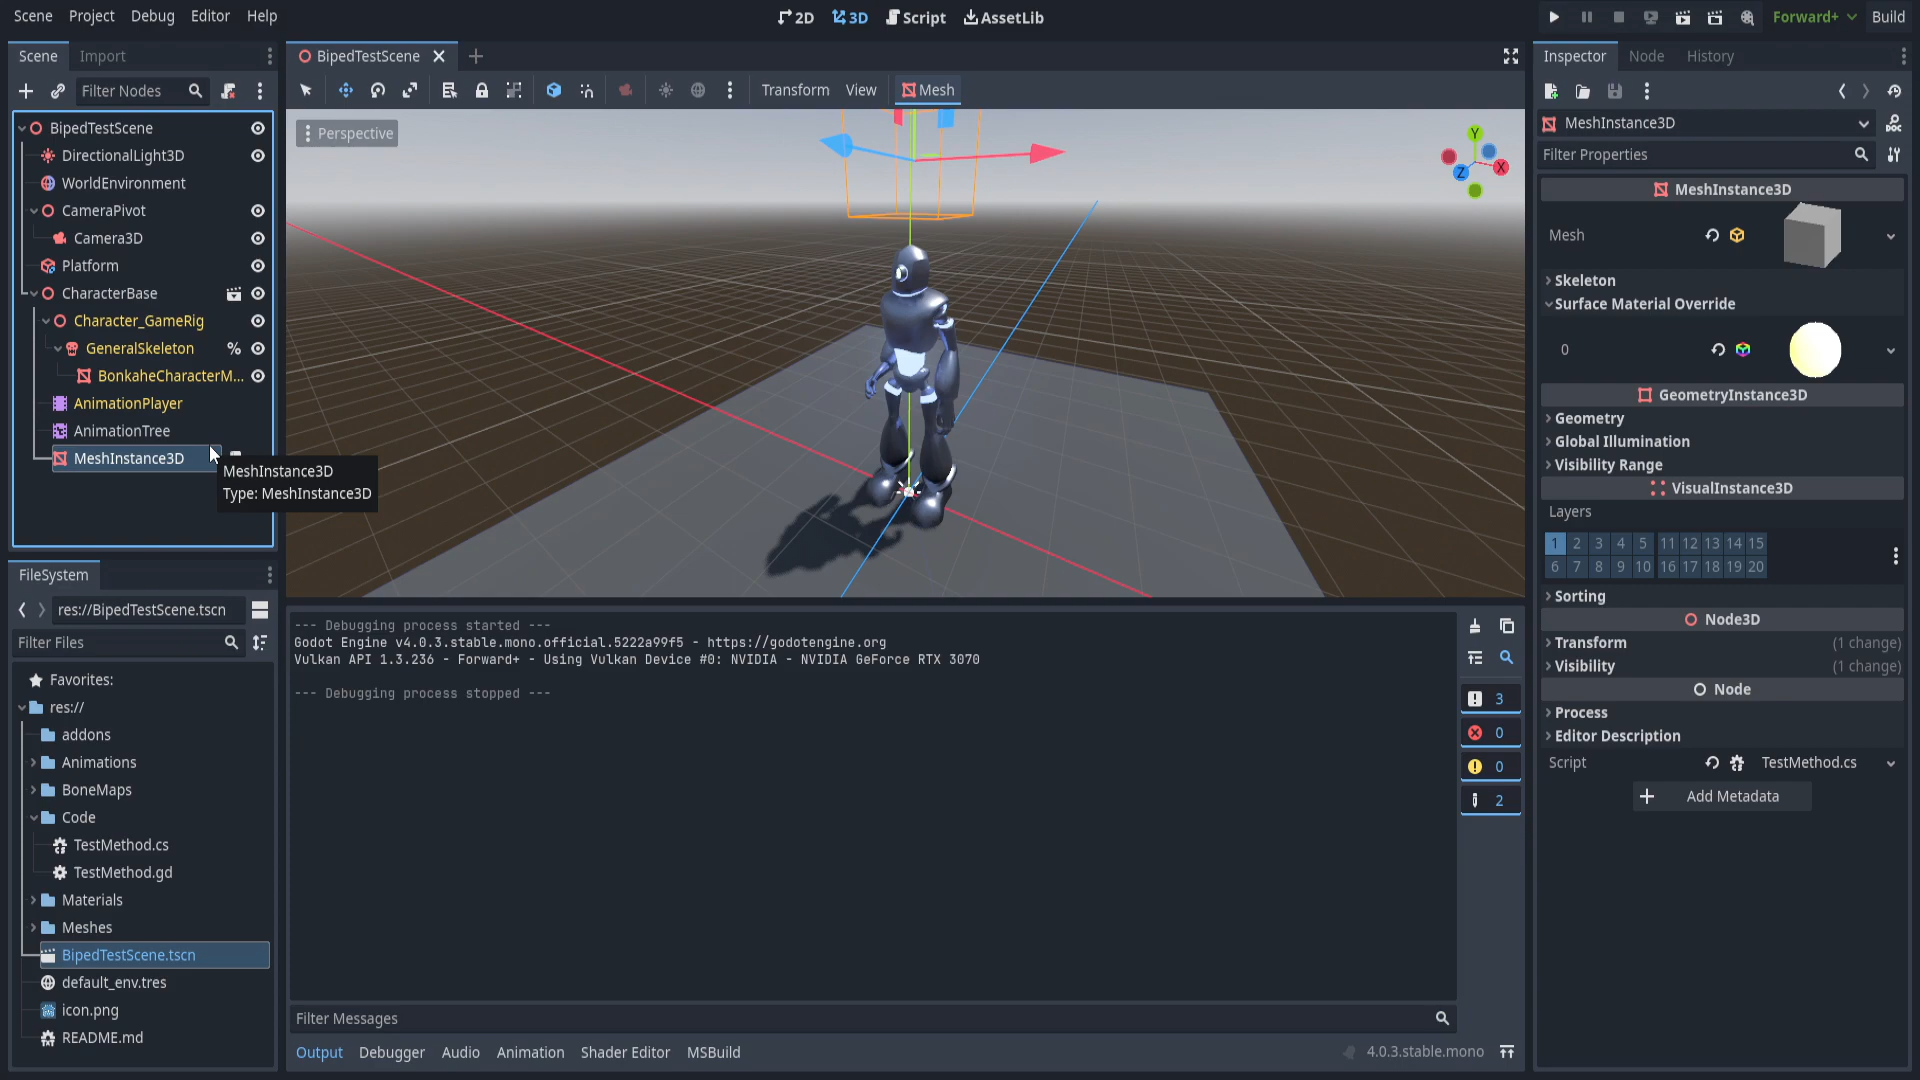 Scene Project Debug Editor Help
2D 3D Script AssetLib
Forward+ Build
Scene Import
Filter Nodes
BipedTestScene
DirectionalLight3D
WorldEnvironment
CameraPivot
Camera3D
Platform
CharacterBase
Character_GameRig
GeneralSkeleton %
BonkaheCharacterM...
AnimationPlayer
AnimationTree
MeshInstance3D
MeshInstance3D
Type: MeshInstance3D
FileSystem
res://BipedTestScene.tscn
Filter Files
Favorites:
res://
addons
Animations
BoneMaps
Code
TestMethod.cs
TestMethod.gd
Materials
Meshes
BipedTestScene.tscn
default_env.tres
icon.png
README.md
BipedTestScene
Transform View Mesh
Perspective
Y
X
Z
--- Debugging process started ---
Godot Engine v4.0.3.stable.mono.official.5222a99f5 - https://godotengine.org
Vulkan API 1.3.236 - Forward+ - Using Vulkan Device #0: NVIDIA - NVIDIA GeForce RTX 3070
--- Debugging process stopped ---
3
0
0
2
Filter Messages
Output Debugger Audio Animation Shader Editor MSBuild
4.0.3.stable.mono
Inspector Node History
MeshInstance3D
Filter Properties
MeshInstance3D
Mesh
Skeleton
Surface Material Override
0
GeometryInstance3D
Geometry
Global Illumination
Visibility Range
VisualInstance3D
Layers
1 2 3 4 5 11 12 13 14 15
6 7 8 9 10 16 17 18 19 20
Sorting
Node3D
Transform (1 change)
Visibility (1 change)
Node
Process
Editor Description
Script TestMethod.cs
Add Metadata